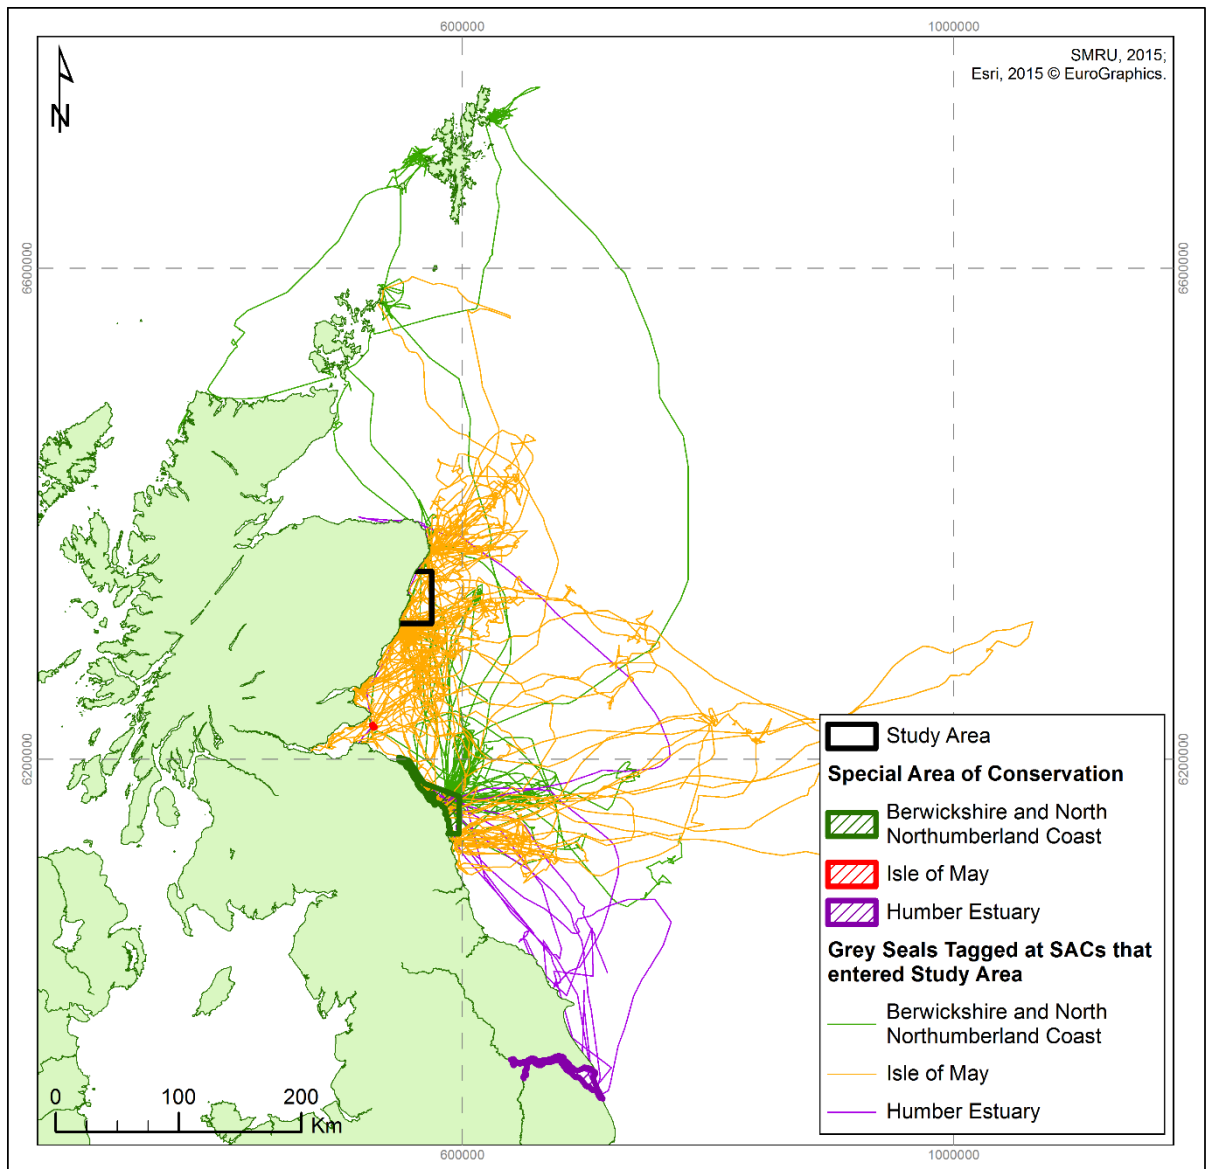 600000
1000000
SMRU, 2015;
Esri, 2015 © EuroGraphics.
N
6600000
6600000
6200000
6200000
Study Area
Special Area of Conservation
Berwickshire and North
Northumberland Coast
Isle of May
Humber Estuary
Grey Seals Tagged at SACs that
entered Study Area
Berwickshire and North
Northumberland Coast
Isle of May
Humber Estuary
0 100 200
Km
600000
1000000